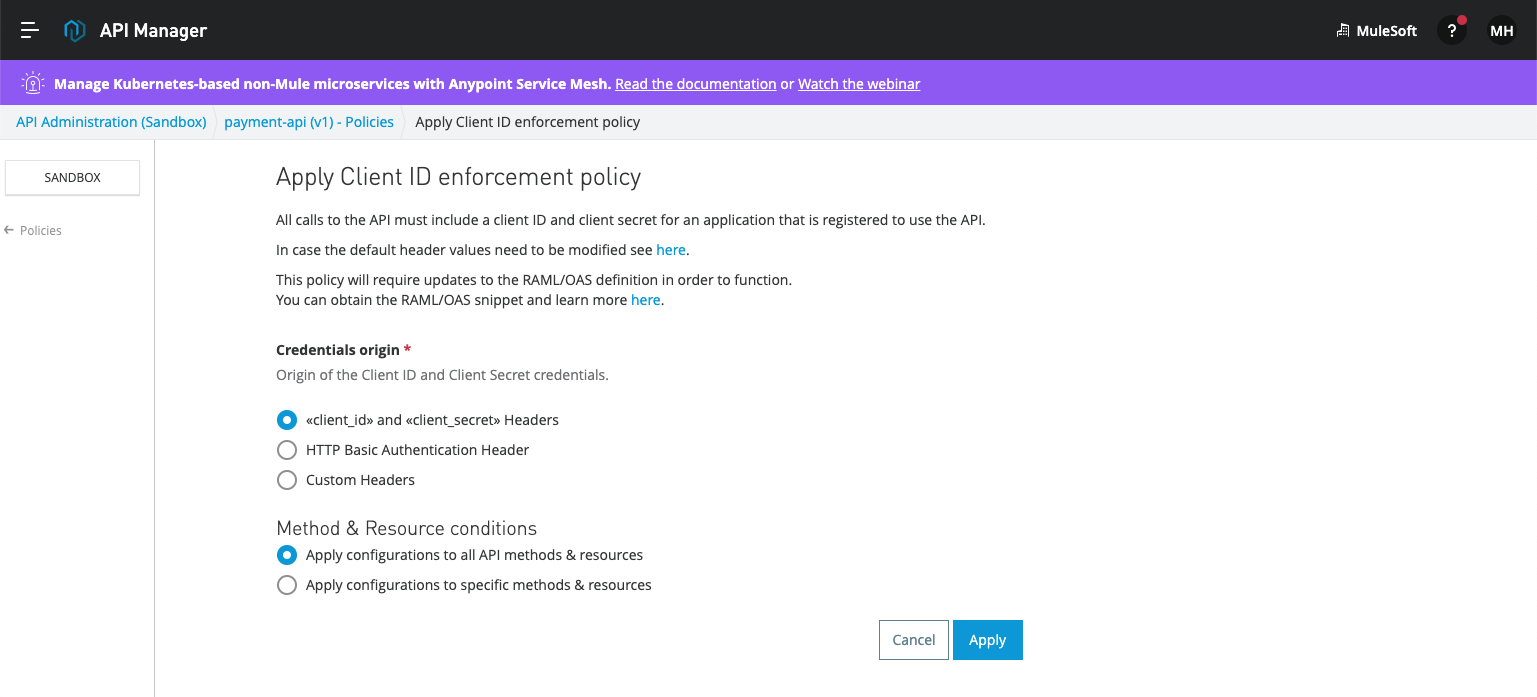 API Manager
MuleSoft
?
MH
Manage Kubernetes-based non-Mule microservices with Anypoint Service Mesh. Read the documentation or Watch the webinar
API Administration (Sandbox)
payment-api (v1) - Policies
Apply Client ID enforcement policy
SANDBOX
← Policies
Apply Client ID enforcement policy
All calls to the API must include a client ID and client secret for an application that is registered to use the API.
In case the default header values need to be modified see here.
This policy will require updates to the RAML/OAS definition in order to function.
You can obtain the RAML/OAS snippet and learn more here.
Credentials origin *
Origin of the Client ID and Client Secret credentials.
«client_id» and «client_secret» Headers
HTTP Basic Authentication Header
Custom Headers
Method & Resource conditions
Apply configurations to all API methods & resources
Apply configurations to specific methods & resources
Cancel
Apply